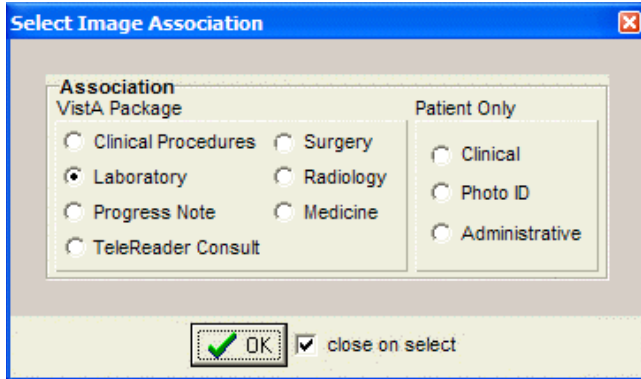 Select Image Association
Association
VistA Package Patient Only
Clinical Procedures Surgery Clinical
Laboratory Radiology Photo ID
Progress Note Medicine Administrative
TeleReader Consult
OK close on select